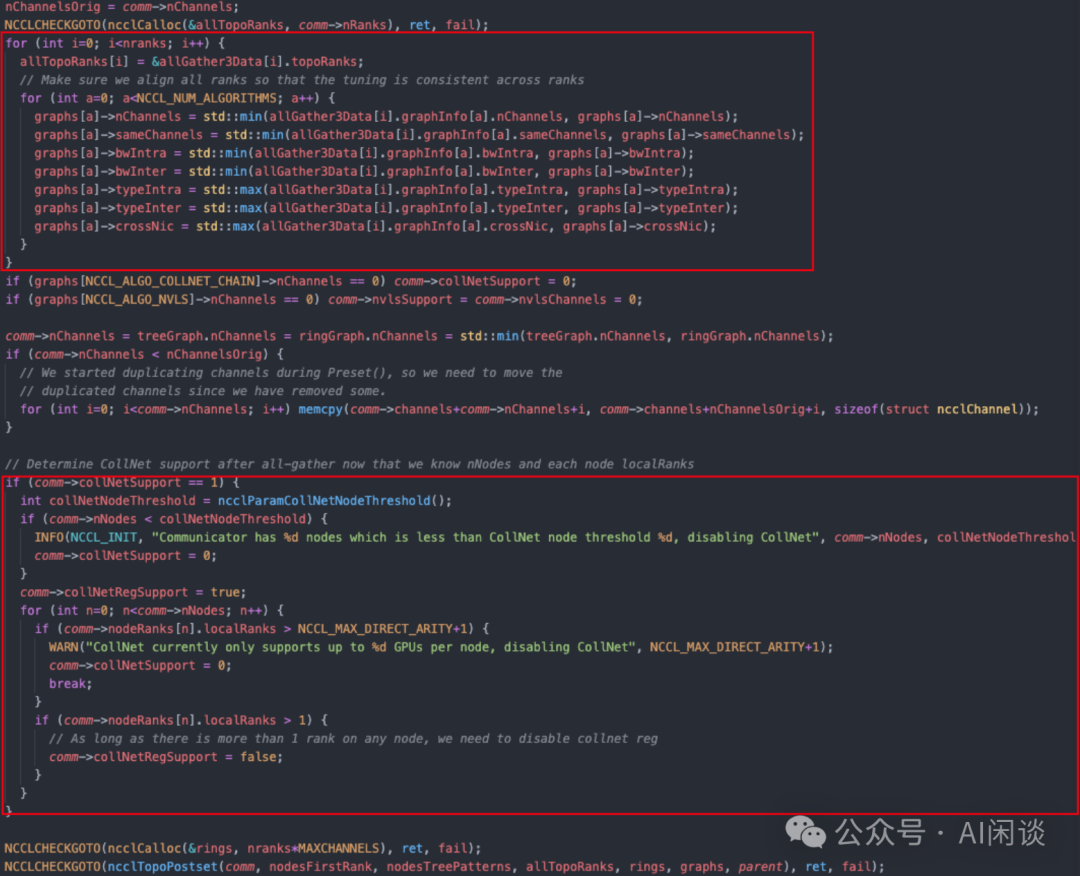 nChannelsOrig = comm->nChannels;
NCCLCHECKGOTO(ncclCalloc(&allTopoRanks, comm->nRanks), ret, fail);
for (int i=0; i<nranks; i++) {
allTopoRanks[i] = &allGather3Data[i].topoRanks;
// Make sure we align all ranks so that the tuning is consistent across ranks
for (int a=0; a<NCCL_NUM_ALGORITHMS; a++) {
graphs[a]->nChannels = std::min(allGather3Data[i].graphInfo[a].nChannels, graphs[a]->nChannels);
graphs[a]->sameChannels = std::min(allGather3Data[i].graphInfo[a].sameChannels, graphs[a]->sameChannels);
graphs[a]->bwIntra = std::min(allGather3Data[i].graphInfo[a].bwIntra, graphs[a]->bwIntra);
graphs[a]->bwInter = std::min(allGather3Data[i].graphInfo[a].bwInter, graphs[a]->bwInter);
graphs[a]->typeIntra = std::max(allGather3Data[i].graphInfo[a].typeIntra, graphs[a]->typeIntra);
graphs[a]->typeInter = std::max(allGather3Data[i].graphInfo[a].typeInter, graphs[a]->typeInter);
graphs[a]->crossNic = std::max(allGather3Data[i].graphInfo[a].crossNic, graphs[a]->crossNic);
}
}
if (graphs[NCCL_ALGO_COLLNET_CHAIN]->nChannels == 0) comm->collNetSupport = 0;
if (graphs[NCCL_ALGO_NVLS]->nChannels == 0) comm->nvlsSupport = comm->nvlsChannels = 0;
comm->nChannels = treeGraph.nChannels = ringGraph.nChannels = std::min(treeGraph.nChannels, ringGraph.nChannels);
if (comm->nChannels < nChannelsOrig) {
// We started duplicating channels during Preset(), so we need to move the
// duplicated channels since we have removed some.
for (int i=0; i<comm->nChannels; i++) memcpy(comm->channels+comm->nChannels+i, comm->channels+nChannelsOrig+i, sizeof(struct ncclChannel));
}
// Determine CollNet support after all-gather now that we know nNodes and each node localRanks
if (comm->collNetSupport == 1) {
int collNetNodeThreshold = ncclParamCollNetNodeThreshold();
if (comm->nNodes < collNetNodeThreshold) {
INFO(NCCL_INIT, "Communicator has %d nodes which is less than CollNet node threshold %d, disabling CollNet", comm->nNodes, collNetNodeThreshol
comm->collNetSupport = 0;
}
comm->collNetRegSupport = true;
for (int n=0; n<comm->nNodes; n++) {
if (comm->nodeRanks[n].localRanks > NCCL_MAX_DIRECT_ARITY+1) {
WARN("CollNet currently only supports up to %d GPUs per node, disabling CollNet", NCCL_MAX_DIRECT_ARITY+1);
comm->collNetSupport = 0;
break;
}
if (comm->nodeRanks[n].localRanks > 1) {
// As long as there is more than 1 rank on any node, we need to disable collnet reg
comm->collNetRegSupport = false;
}
}
}
NCCLCHECKGOTO(ncclCalloc(&rings, nranks*MAXCHANNELS), ret, fail);
NCCLCHECKGOTO(ncclTopoPostset(comm, nodesFirstRank, nodesTreePatterns, allTopoRanks, rings, graphs, parent), ret, fail);
公众号 · AI闲谈